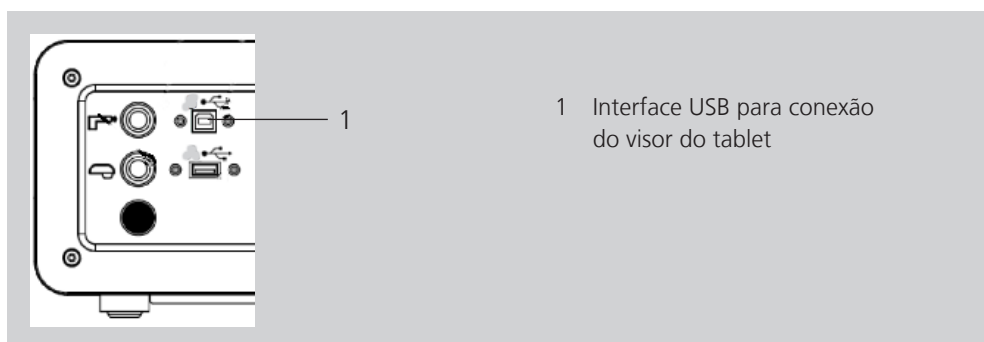 1
1 Interface USB para conexão
do visor do tablet